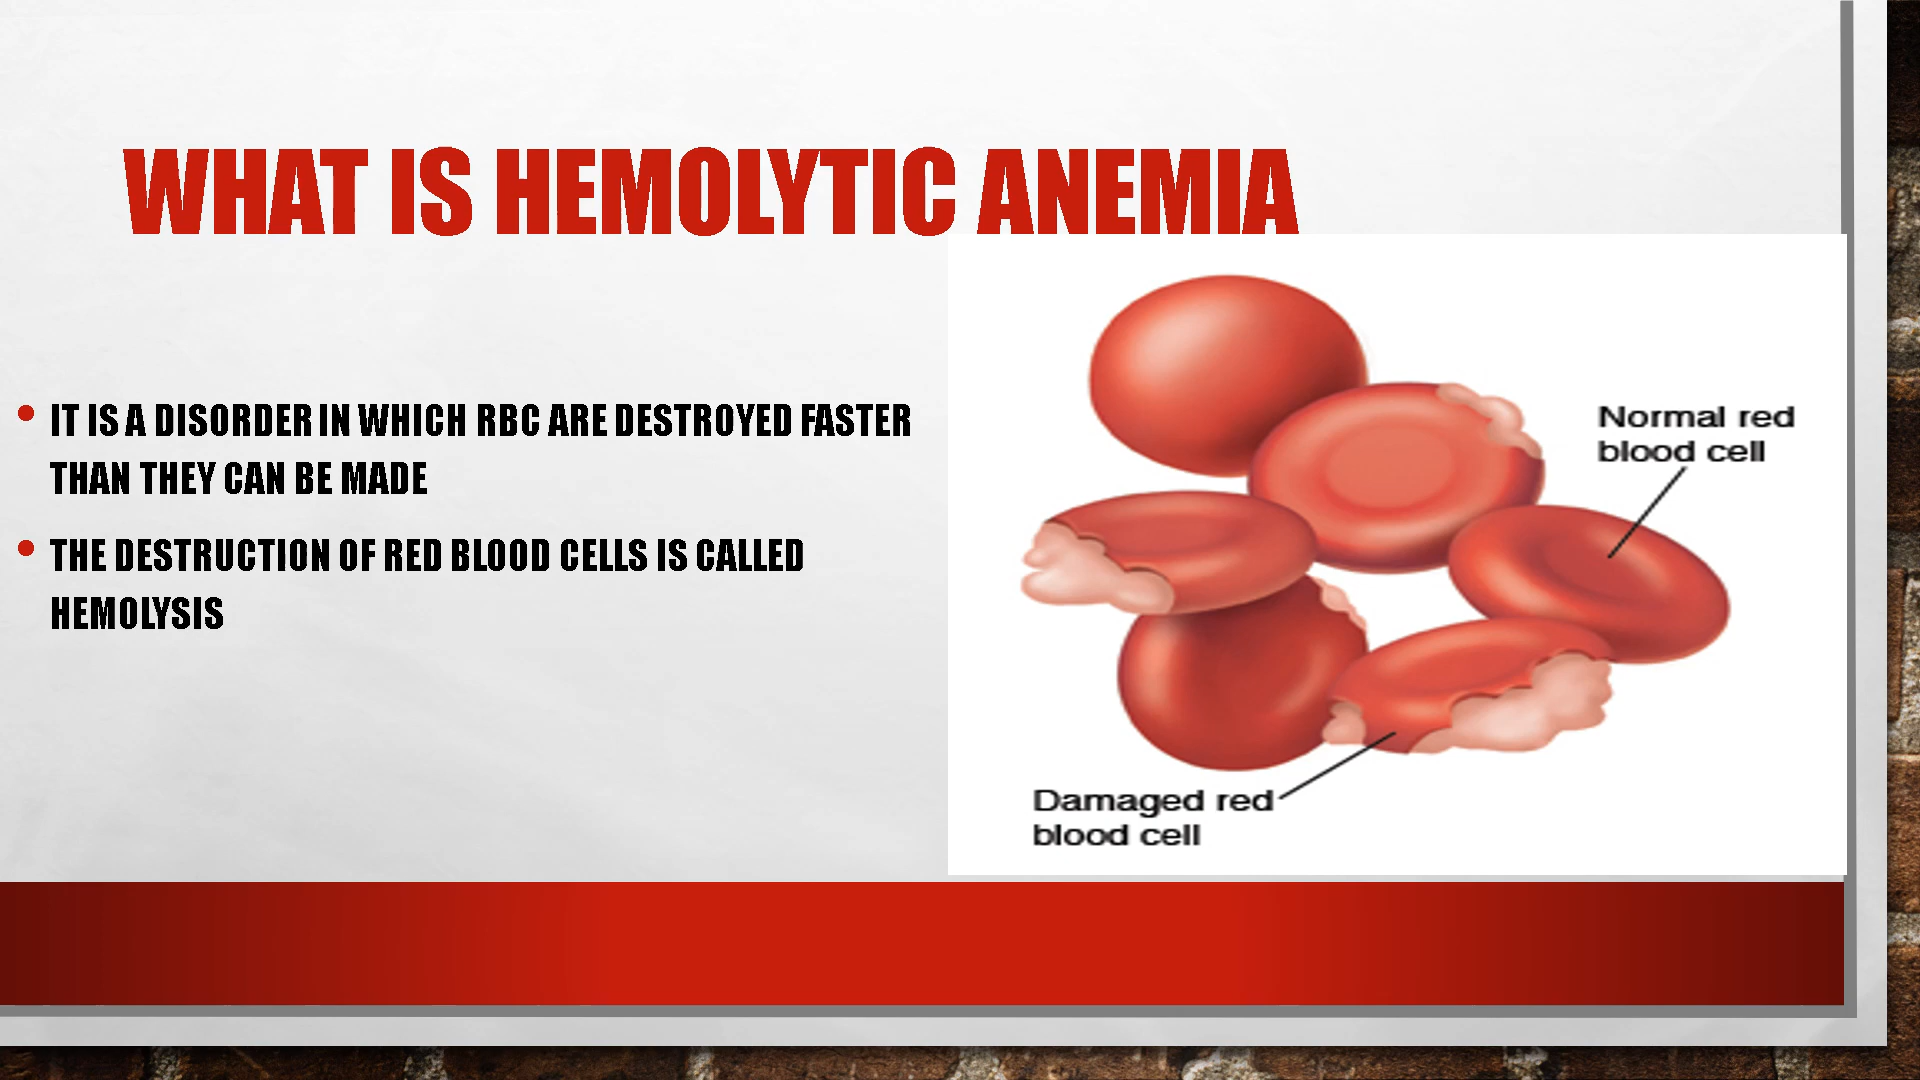 WHAT IS HEMOLYTIC ANEMIA
• IT IS A DISORDER IN WHICH RBC ARE DESTROYED FASTER
THAN THEY CAN BE MADE
• THE DESTRUCTION OF RED BLOOD CELLS IS CALLED
HEMOLYSIS
Normal red
blood cell
Damaged red
blood cell